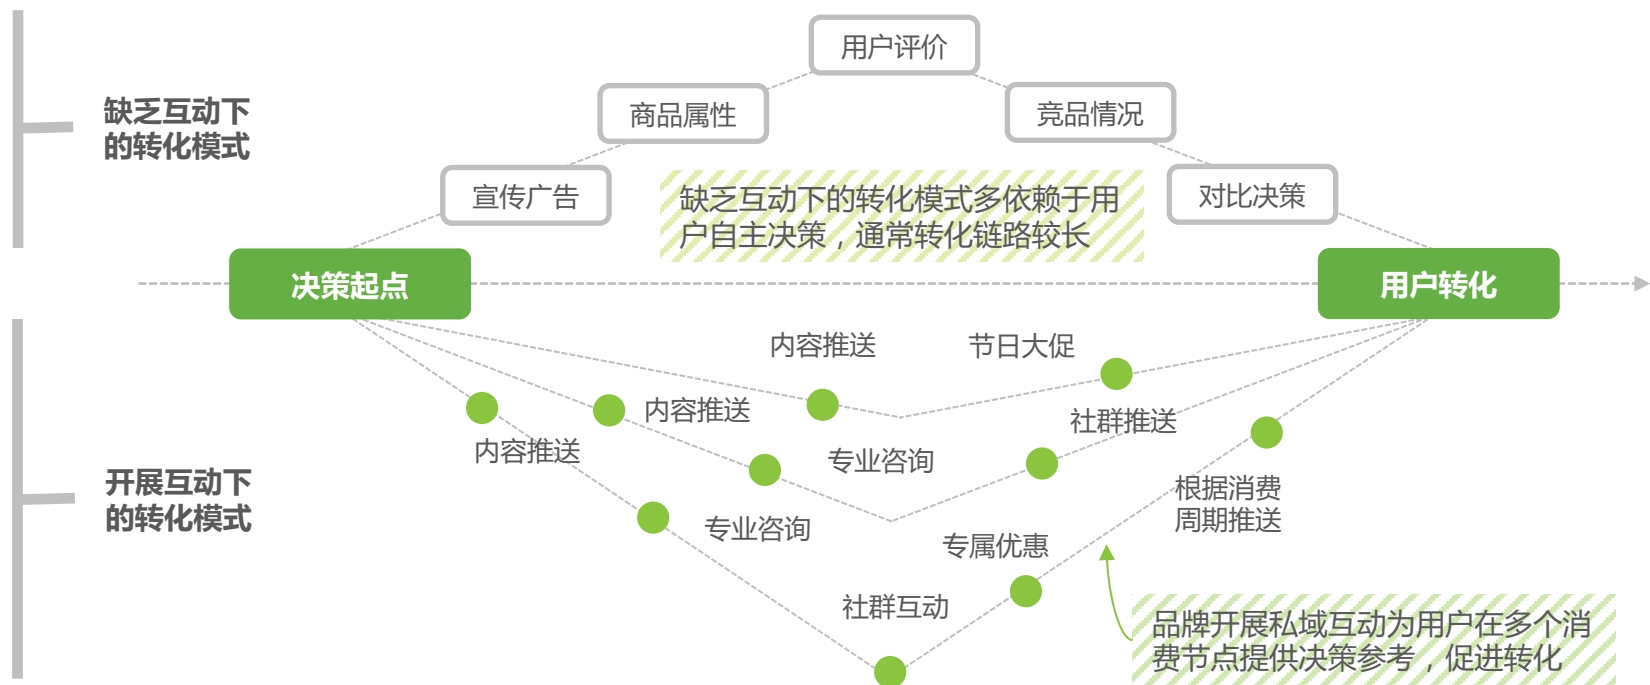 用户评价
商品属性
竞品情况
缺乏互动下
的转化模式
宣传广告
对比决策
缺乏互动下的转化模式多依赖于用
户自主决策，通常转化链路较长
决策起点
用户转化
内容推送
节日大促
内容推送
社群推送
内容推送
专业咨询
开展互动下
的转化模式
根据消费
周期推送
专业咨询
专属优惠
社群互动
品牌开展私域互动为用户在多个消
费节点提供决策参考，促进转化